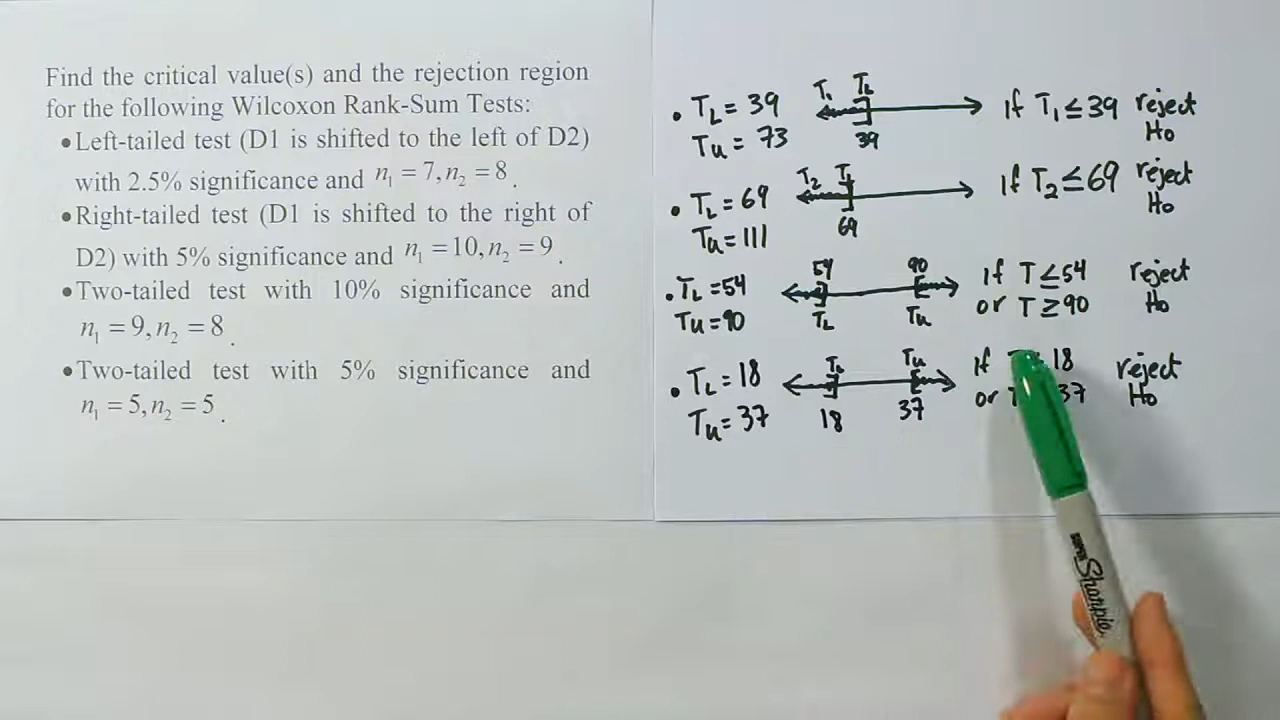 Find the critical value(s) and the rejection region
for the following Wilcoxon Rank-Sum Tests:
•Left-tailed test (D1 is shifted to the left of D2)
with 2.5% significance and n₁ = 7, n₂ = 8 .
•Right-tailed test (D1 is shifted to the right of
D2) with 5% significance and n₁ = 10, n₂ = 9 .
•Two-tailed test with 10% significance and
n₁ = 9, n₂ = 8 .
•Two-tailed test with 5% significance and
n₁ = 5, n₂ = 5 .
• TL = 39 T₁ TL if T₁ ≤ 39 reject
Tu = 73 39 Ho
• TL = 69 T₂ TL if T₂ ≤ 69 reject
Tu = 111 69 Ho
• TL = 54 54 90 if T ≤ 54 reject
Tu = 90 TL Tu or T ≥ 90 Ho
• TL = 18 TL Tu if 18 reject
Tu = 37 18 37 or 37 Ho
SUPER Sharpie